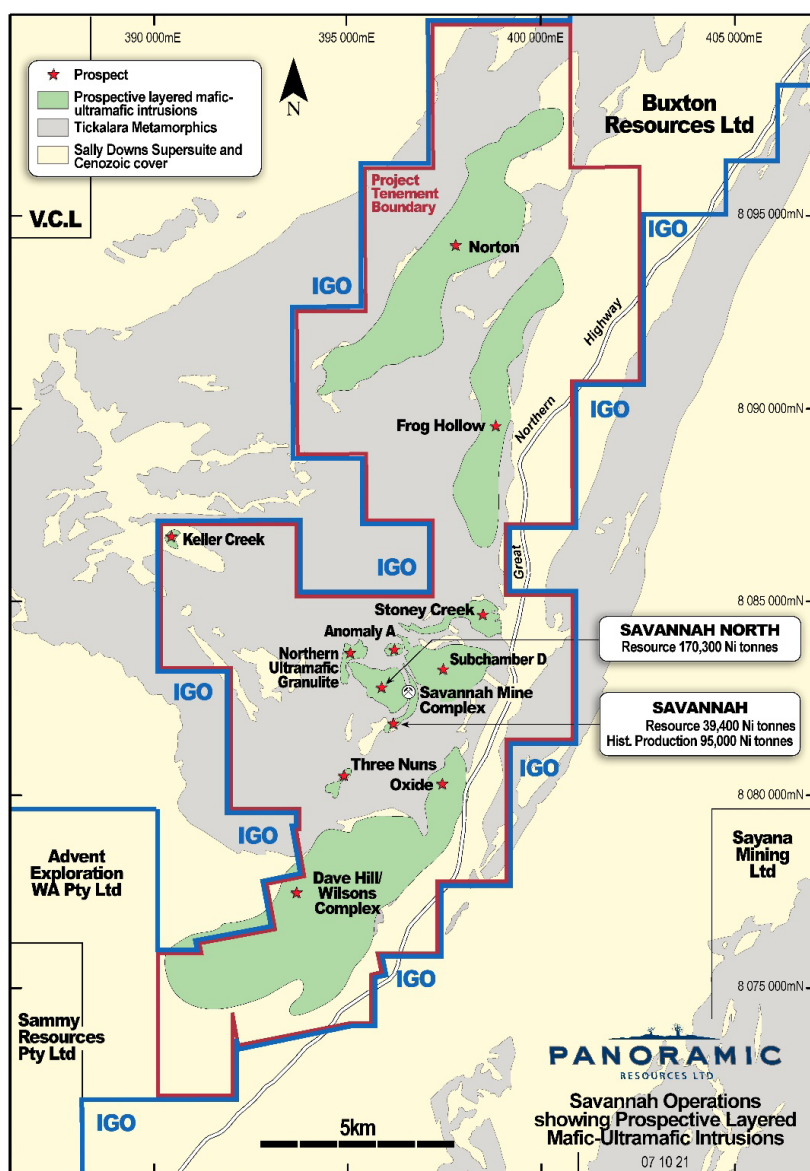 390 000mE
395 000mE
400 000mE
405 000mE
Prospect
Prospective layered mafic-
ultramafic intrusions
Tickalara Metamorphics
Sally Downs Supersuite and
Cenozoic cover
N
Buxton
Resources Ltd
Project
Tenement
Boundary
V.C.L
8 095 000mN
IGO
Norton
IGO
Highway
8 090 000mN
IGO
Frog Hollow
Northern
Keller Creek
IGO
Great
8 085 000mN
Stoney Creek
SAVANNAH NORTH
Resource 170,300 Ni tonnes
Anomaly A
Northern
Ultramafic
Granulite
Subchamber D
Savannah Mine
Complex
IGO
SAVANNAH
Resource 39,400 Ni tonnes
Hist. Production 95,000 Ni tonnes
IGO
Three Nuns
Oxide
8 080 000mN
IGO
Advent
Exploration
WA Pty Ltd
Sayana
Mining
Ltd
Dave Hill/
Wilsons
Complex
IGO
8 075 000mN
Sammy
Resources
Pty Ltd
PANORAMIC
RESOURCES LTD
Savannah Operations
showing Prospective Layered
Mafic-Ultramafic Intrusions
IGO
5km
07 10 21